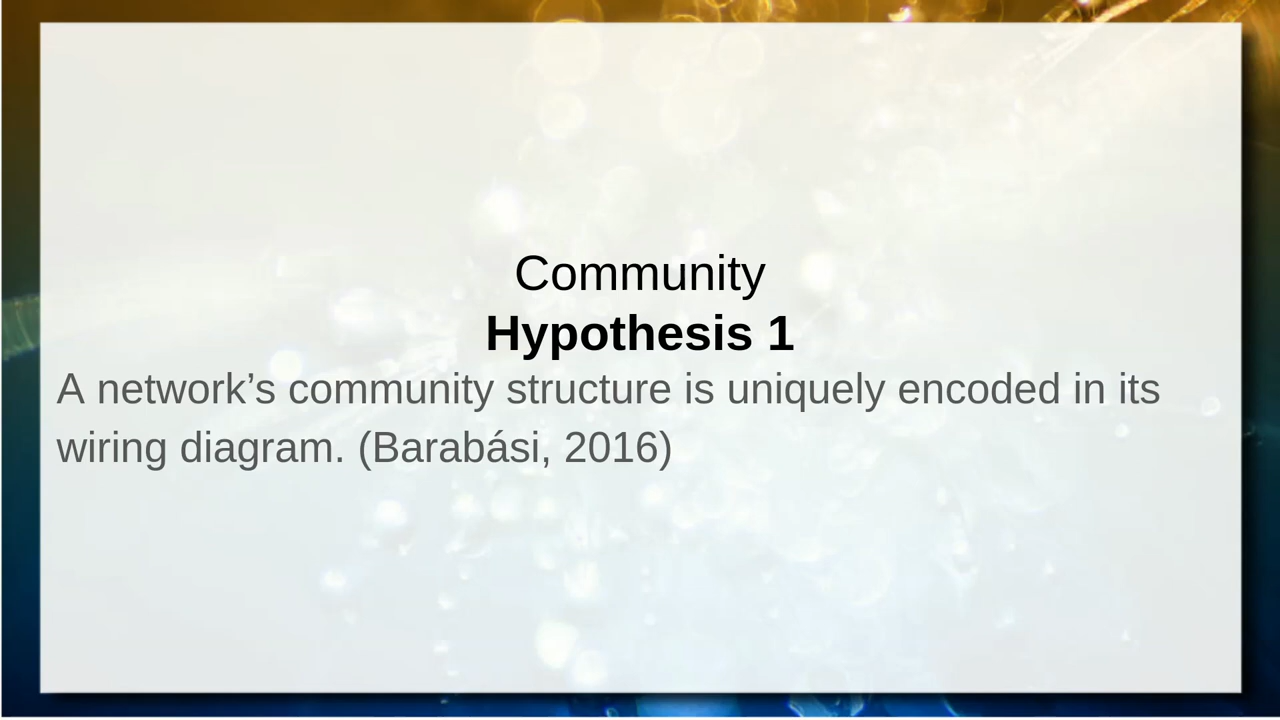 Community
Hypothesis 1
A network’s community structure is uniquely encoded in its
wiring diagram. (Barabási, 2016)